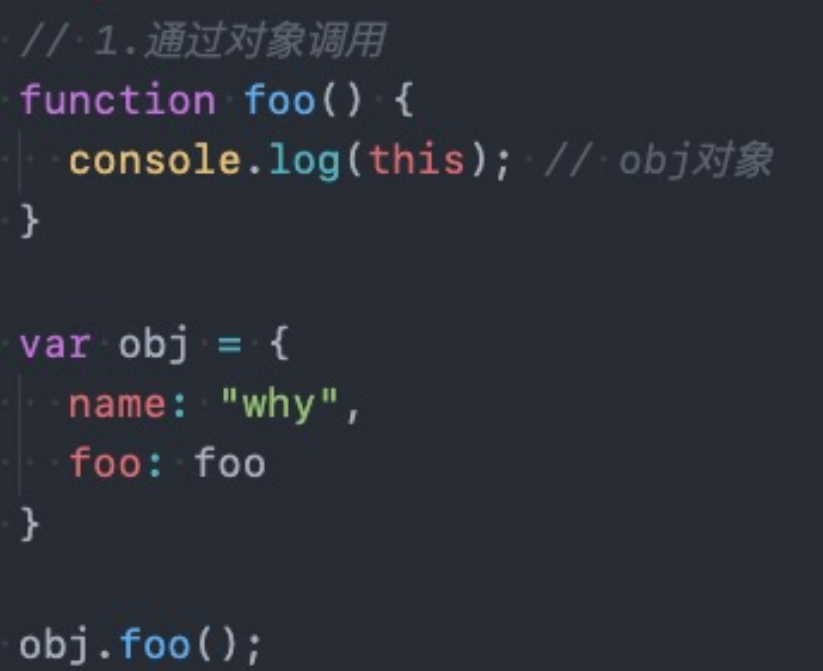 // 1.通过对象调用
function foo() {
  console.log(this); // obj对象
}

var obj = {
  name: "why",
  foo: foo
}

obj.foo();